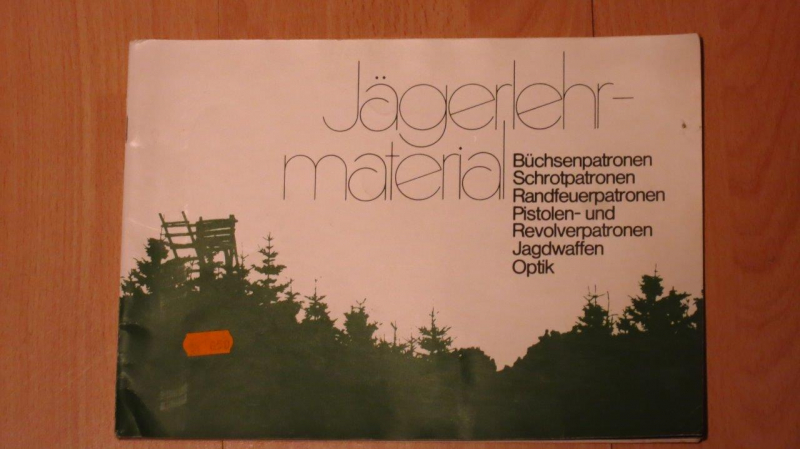 Jägerlehr-
material
Büchsenpatronen
Schrotpatronen
Randfeuerpatronen
Pistolen- und
Revolverpatronen
Jagdwaffen
Optik